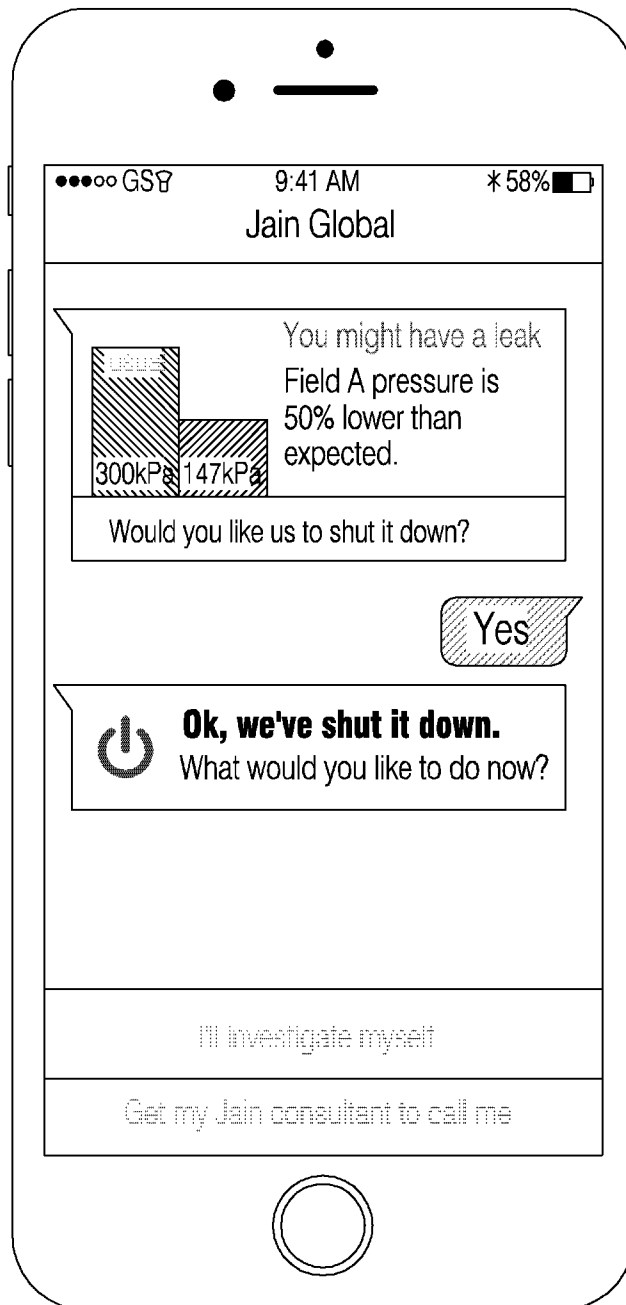 GS
9:41 AM
58%
Jain Global
You might have a leak
Field A pressure is
50% lower than
expected.
300kPa
147kPa
Would you like us to shut it down?
Yes
Ok, we've shut it down.
What would you like to do now?
I'll investigate myself
Get my Jain consultant to call me